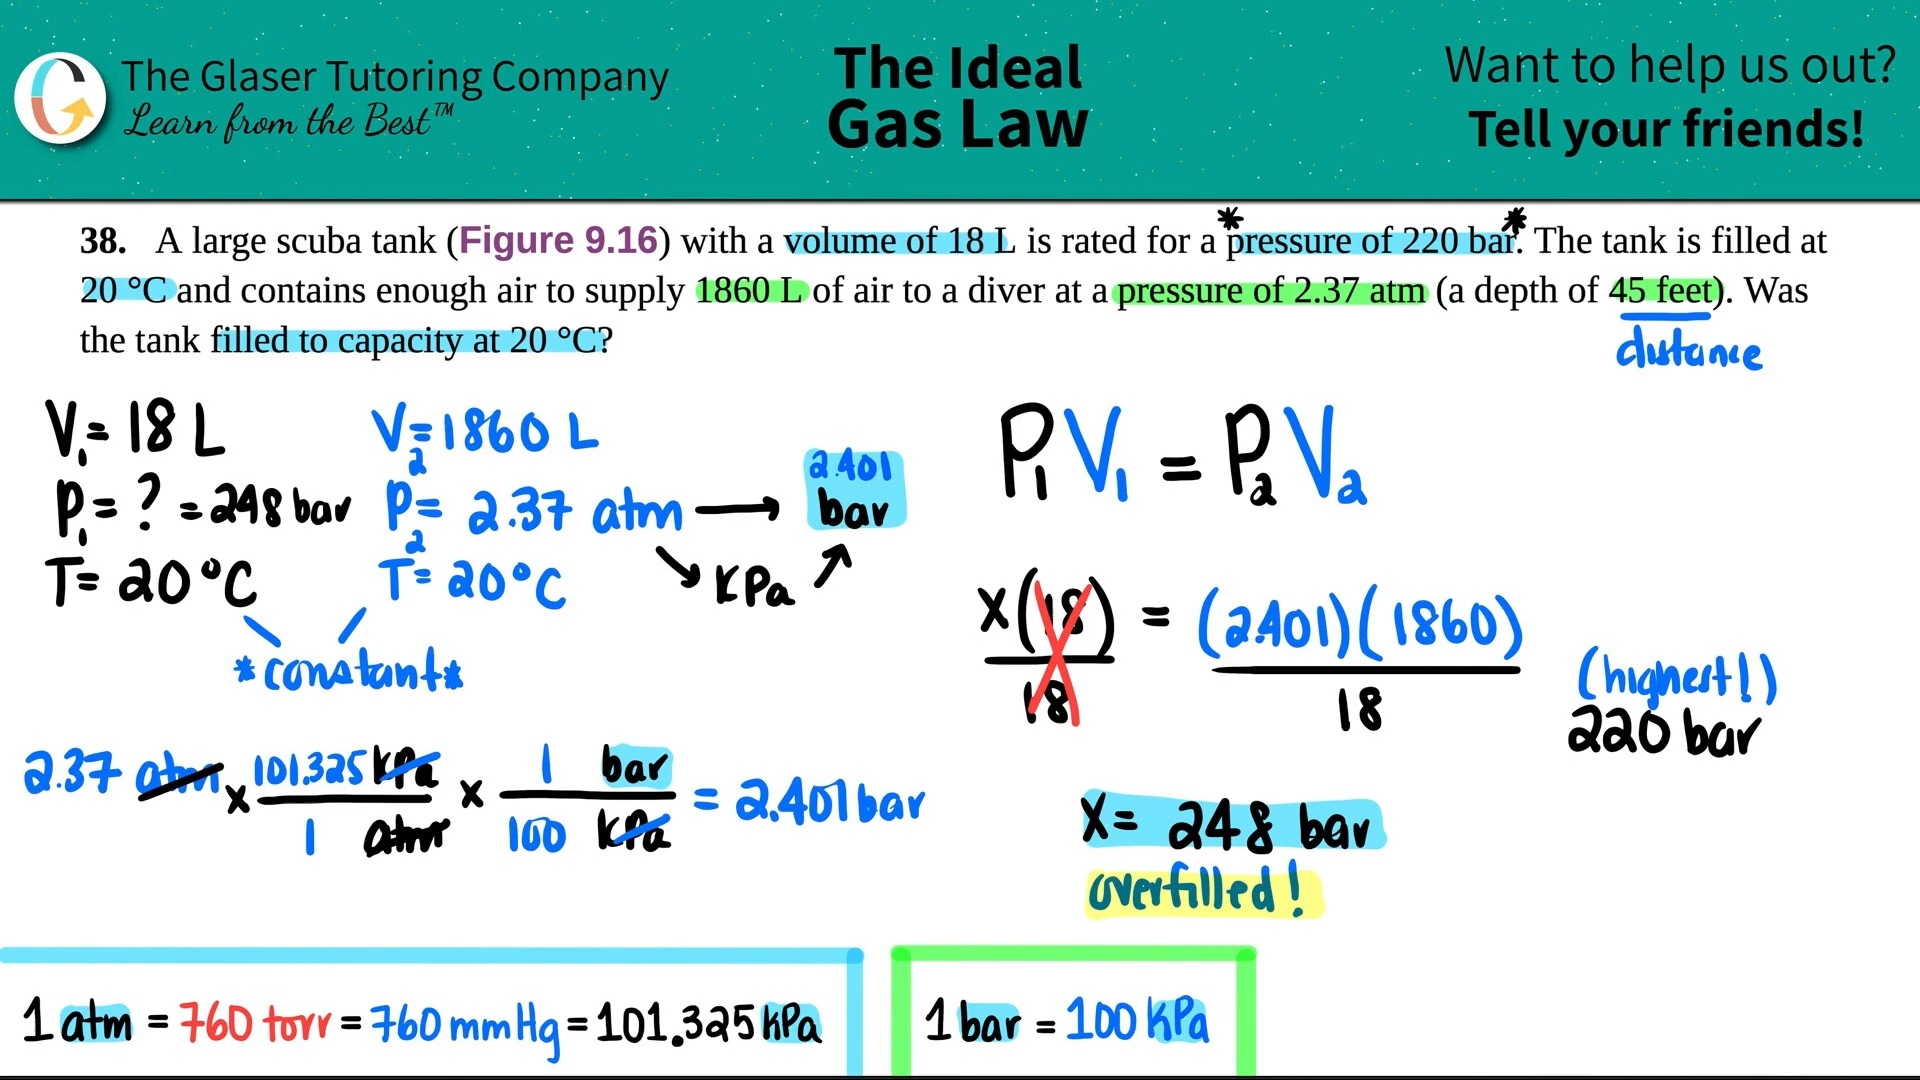 The Glaser Tutoring Company
Learn from the Best™
The Ideal
Gas Law
Want to help us out?
Tell your friends!
38. A large scuba tank (Figure 9.16) with a volume of 18 L is rated for a *pressure of 220 bar*. The tank is filled at
20 °C and contains enough air to supply 1860 L of air to a diver at a pressure of 2.37 atm (a depth of 45 feet). Was
the tank filled to capacity at 20 °C?
distance
V₁ = 18 L
P₁ = ? = 248 bar
T = 20°C
V₂ = 1860 L
P₂ = 2.37 atm → 2.401 bar
↘ KPa ↗
T = 20°C
*constant*
2.37 atm x 101.325 kPa / 1 atm x 1 bar / 100 kPa = 2.401 bar
P₁V₁ = P₂V₂
x(18) / 18 = (2.401)(1860) / 18
(highest!)
220 bar
x = 248 bar
overfilled!
1 atm = 760 torr = 760 mmHg = 101.325 kPa
1 bar = 100 kPa